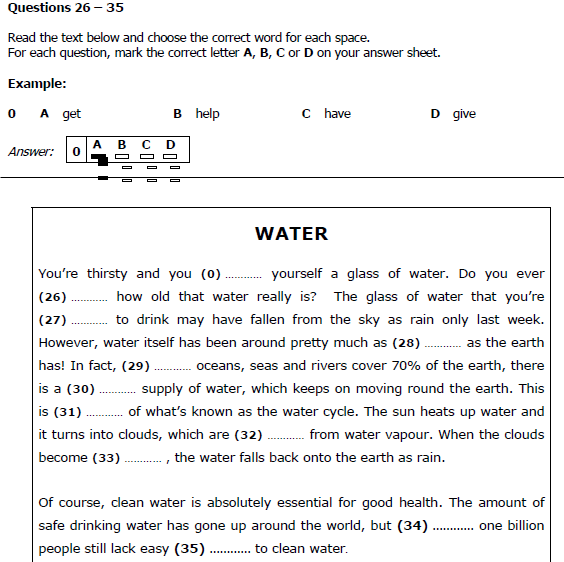 Questions 26 – 35
Read the text below and choose the correct word for each space.
For each question, mark the correct letter A, B, C or D on your answer sheet.
Example:
0 A get B help C have D give
Answer: 0 A B C D
WATER
You're thirsty and you (0) ............ yourself a glass of water. Do you ever
(26) ............ how old that water really is? The glass of water that you're
(27) ............ to drink may have fallen from the sky as rain only last week.
However, water itself has been around pretty much as (28) ............ as the earth
has! In fact, (29) ............ oceans, seas and rivers cover 70% of the earth, there
is a (30) ............ supply of water, which keeps on moving round the earth. This
is (31) ............ of what's known as the water cycle. The sun heats up water and
it turns into clouds, which are (32) ............ from water vapour. When the clouds
become (33) ............ , the water falls back onto the earth as rain.
Of course, clean water is absolutely essential for good health. The amount of
safe drinking water has gone up around the world, but (34) ............ one billion
people still lack easy (35) ............ to clean water.